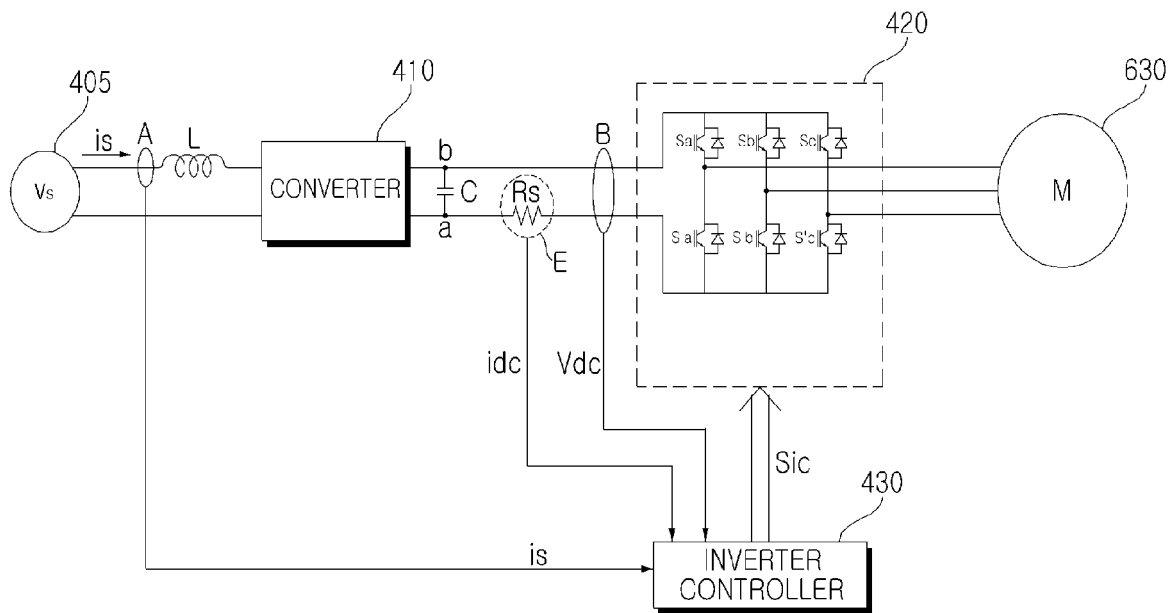 420
405
410
630
is
A
L
B
b
Vs
CONVERTER
C
Rs
a
E
Sa
Sb
Sc
M
S'a
S'b
S'c
idc
Vdc
Sic
430
is
INVERTER
CONTROLLER